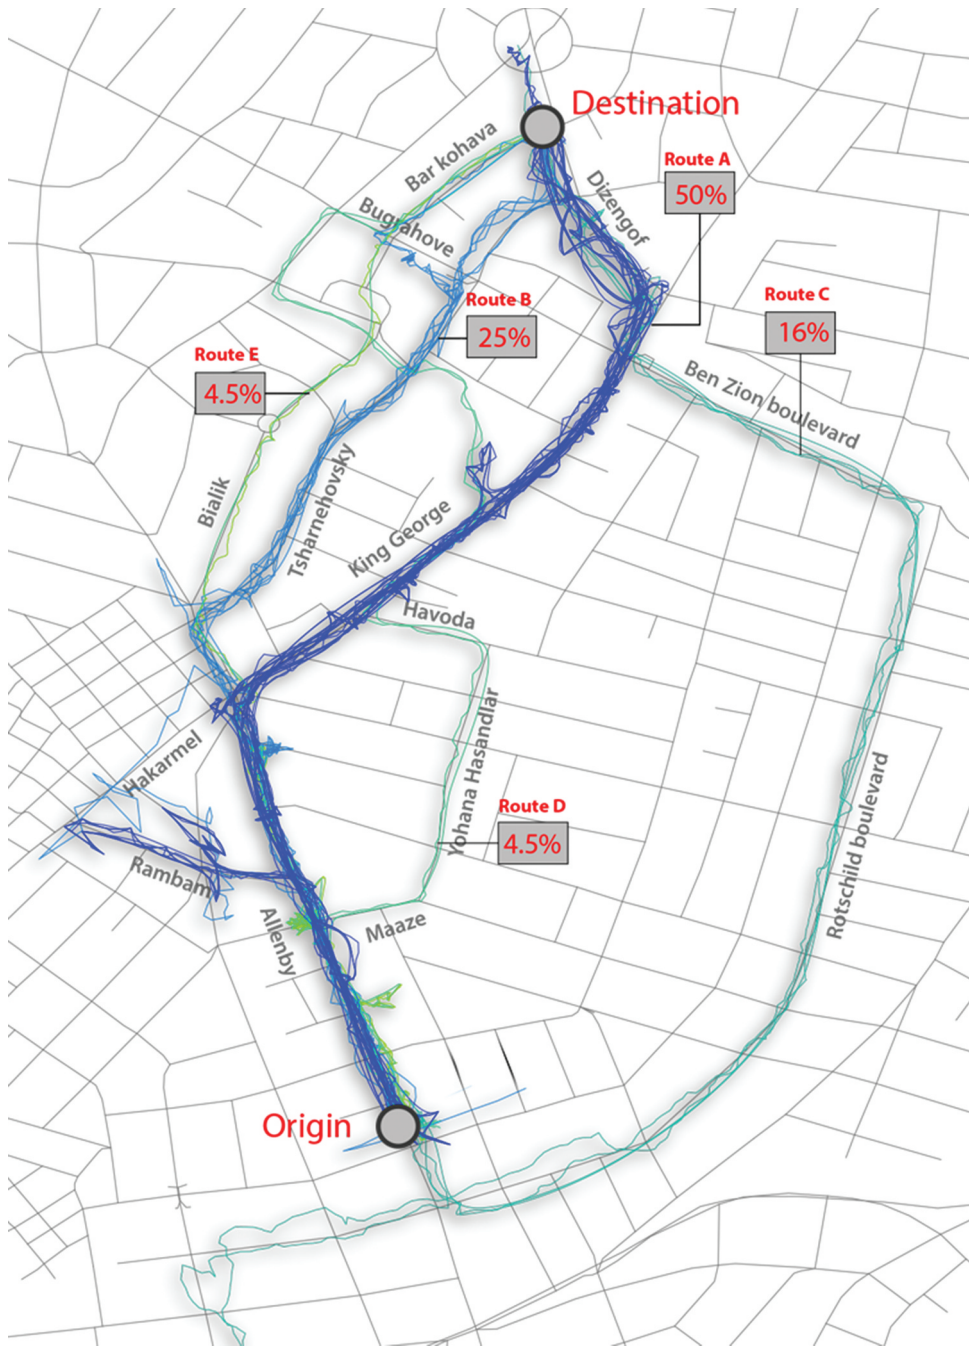 Destination
Bar kohava
Route A
50%
Dizengof
Bugrahove
Route B
25%
Route C
16%
Route E
4.5%
Ben Zion boulevard
Bialik
Tsharnehovsky
King George
Havoda
Yohana Hasandlar
Hakarmel
Route D
4.5%
Rotschild boulevard
Rambam
Allenby
Maaze
Origin